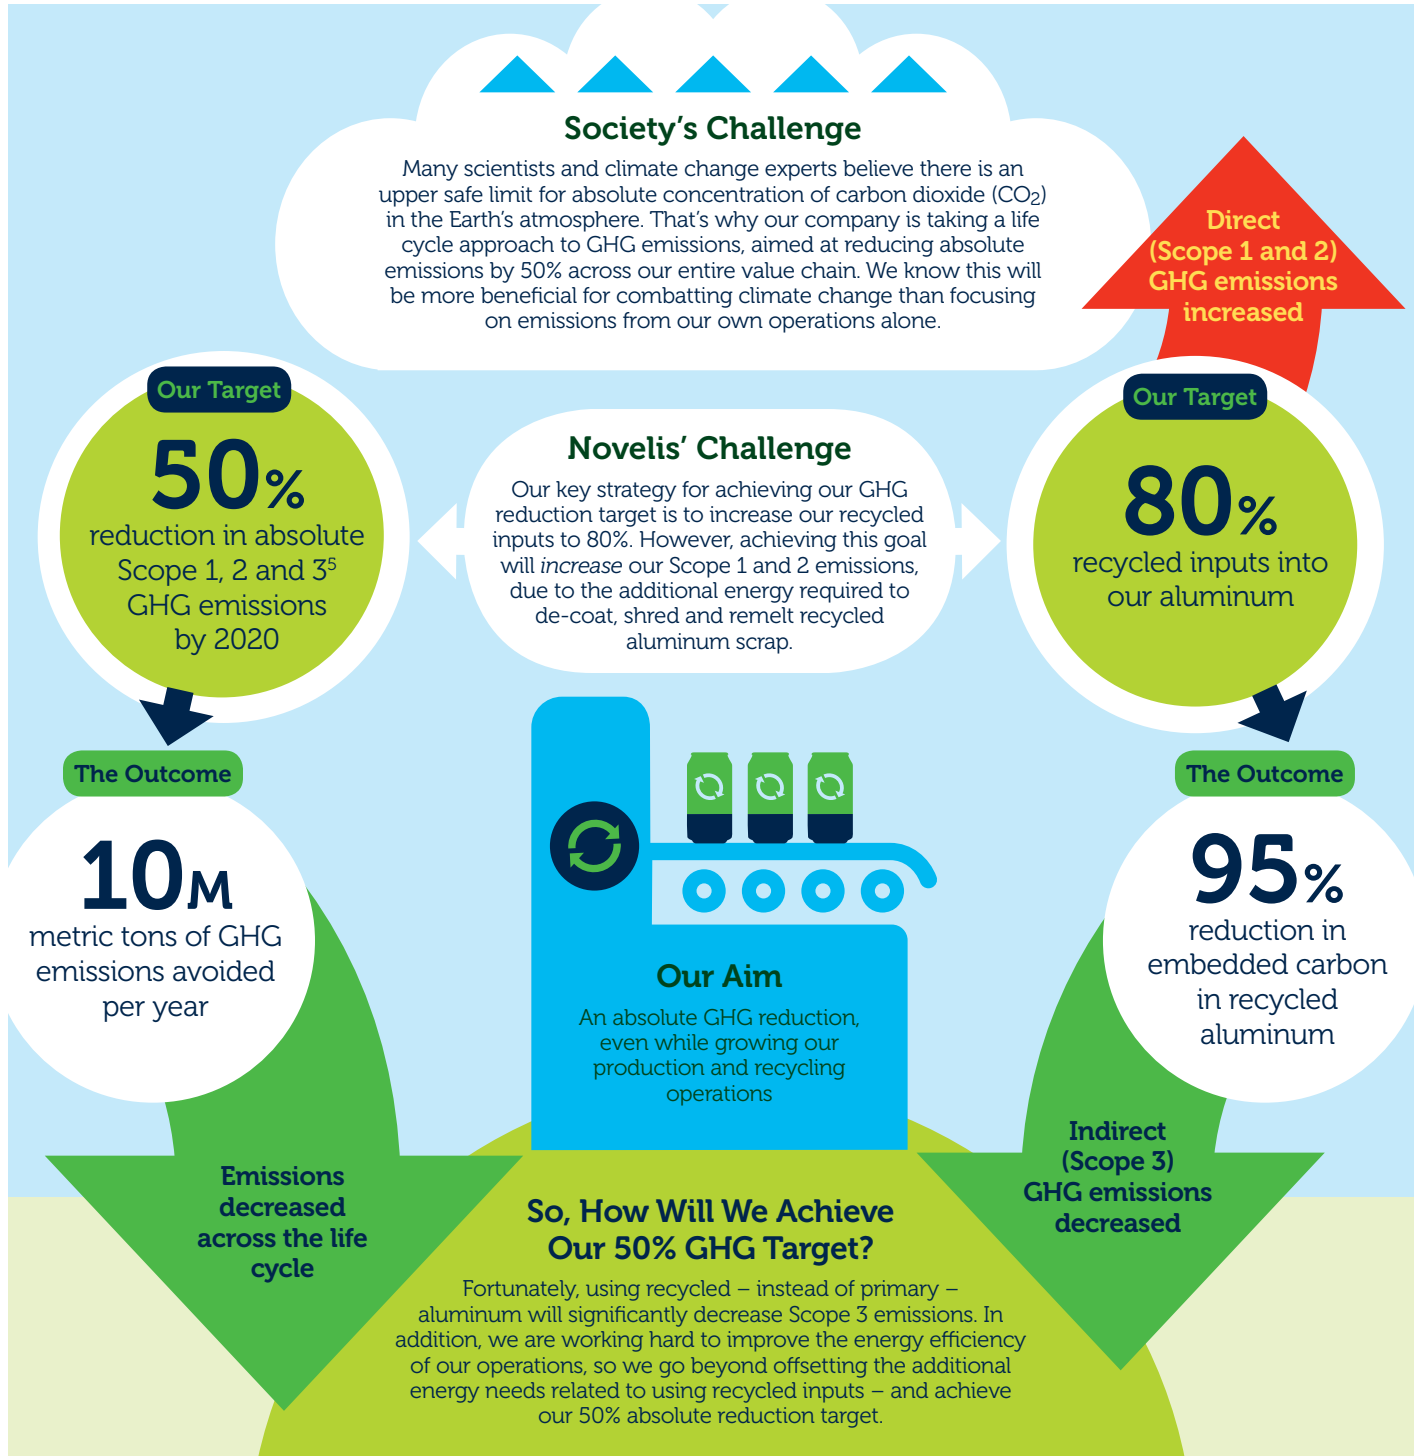 Society's Challenge
Many scientists and climate change experts believe there is an
upper safe limit for absolute concentration of carbon dioxide (CO₂)
in the Earth's atmosphere. That's why our company is taking a life
cycle approach to GHG emissions, aimed at reducing absolute
emissions by 50% across our entire value chain. We know this will
be more beneficial for combatting climate change than focusing
on emissions from our own operations alone.
Direct
(Scope 1 and 2)
GHG emissions
increased
Our Target
50%
reduction in absolute
Scope 1, 2 and 3⁵
GHG emissions
by 2020
Novelis' Challenge
Our key strategy for achieving our GHG
reduction target is to increase our recycled
inputs to 80%. However, achieving this goal
will increase our Scope 1 and 2 emissions,
due to the additional energy required to
de-coat, shred and remelt recycled
aluminum scrap.
Our Target
80%
recycled inputs into
our aluminum
The Outcome
10M
metric tons of GHG
emissions avoided
per year
The Outcome
95%
reduction in
embedded carbon
in recycled
aluminum
Our Aim
An absolute GHG reduction,
even while growing our
production and recycling
operations
Emissions
decreased
across the life
cycle
Indirect
(Scope 3)
GHG emissions
decreased
So, How Will We Achieve
Our 50% GHG Target?
Fortunately, using recycled – instead of primary –
aluminum will significantly decrease Scope 3 emissions. In
addition, we are working hard to improve the energy efficiency
of our operations, so we go beyond offsetting the additional
energy needs related to using recycled inputs – and achieve
our 50% absolute reduction target.